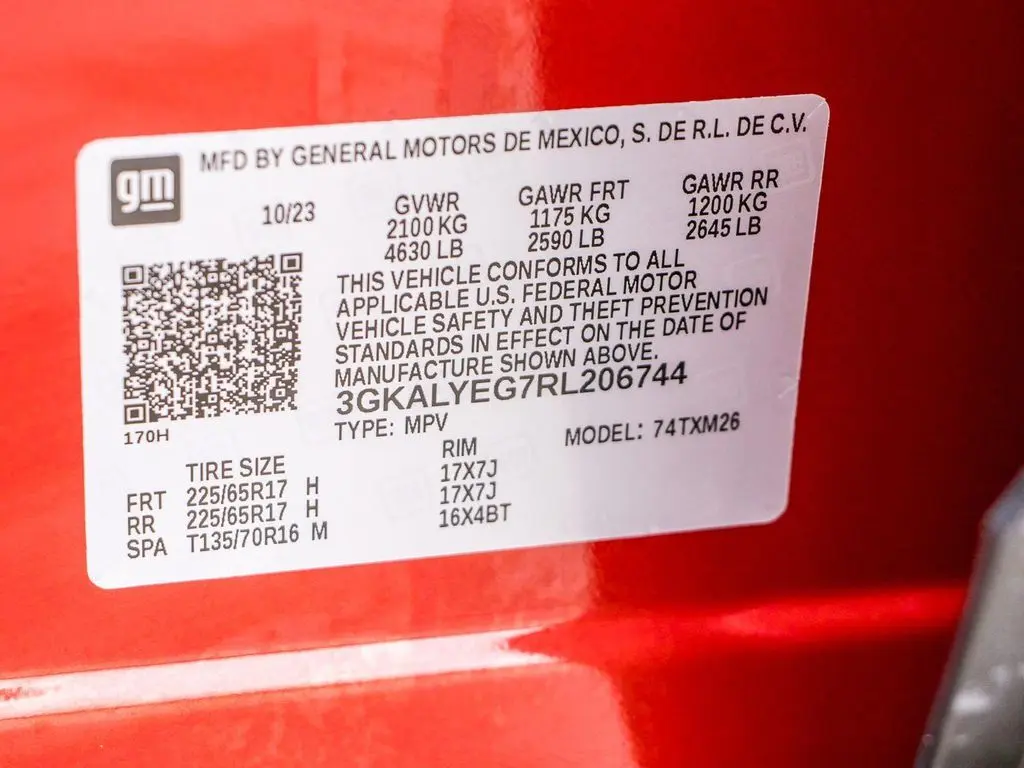 gm
MFD BY GENERAL MOTORS DE MEXICO, S. DE R.L. DE C.V.
10/23 GVWR GAWR FRT GAWR RR
2100 KG 1175 KG 1200 KG
4630 LB 2590 LB 2645 LB
THIS VEHICLE CONFORMS TO ALL
APPLICABLE U.S. FEDERAL MOTOR
VEHICLE SAFETY AND THEFT PREVENTION
STANDARDS IN EFFECT ON THE DATE OF
MANUFACTURE SHOWN ABOVE.
3GKALYEG7RL206744
170H
TYPE: MPV MODEL: 74TXM26
TIRE SIZE RIM
FRT 225/65R17 H 17X7J
RR 225/65R17 H 17X7J
SPA T135/70R16 M 16X4BT